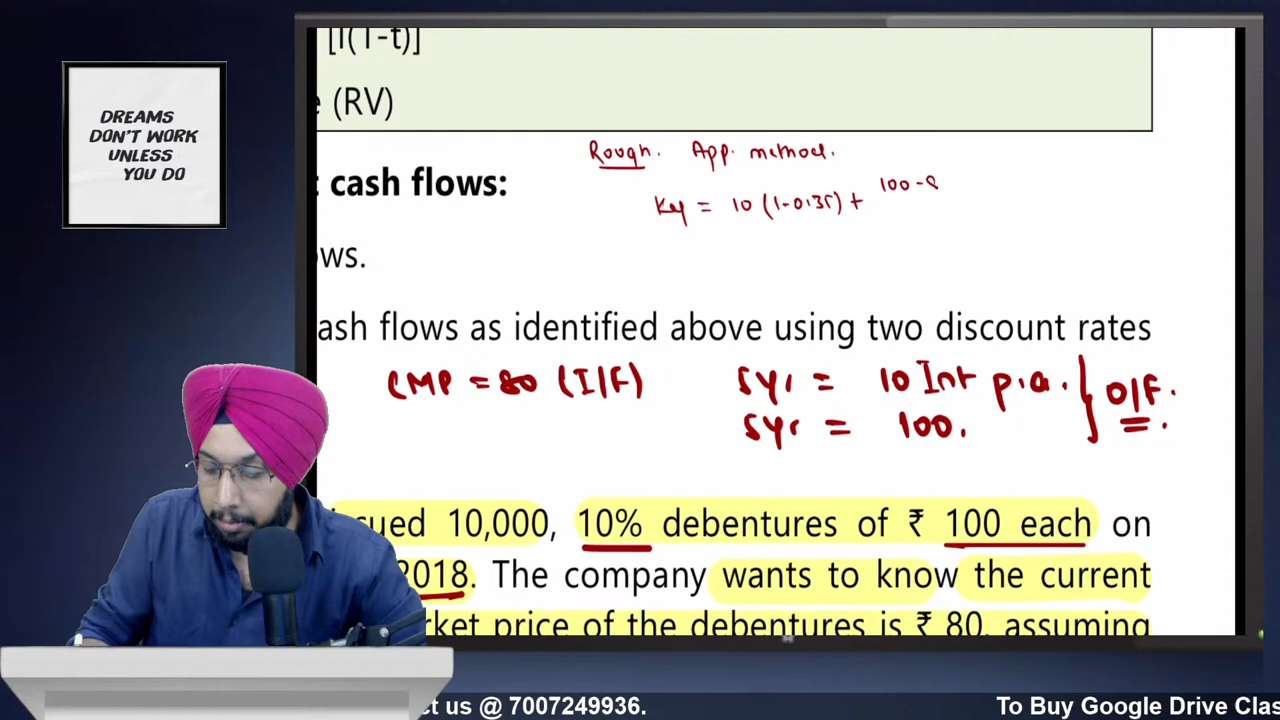 DREAMS
DON'T WORK
UNLESS
YOU DO
[I(1-t)]
(RV)
Rough. App. method.
cash flows:
100-8
= 10 (1-0.35) +
ash flows as identified above using two discount rates
CMP = 80 (I/F)
5yr = 10 Int p.a.
5yr = 100.
O/F.
issued 10,000, 10% debentures of ₹ 100 each on
2018. The company wants to know the current
rket price of the debentures is ₹ 80, assuming
ct us @ 7007249936.
To Buy Google Drive Clas